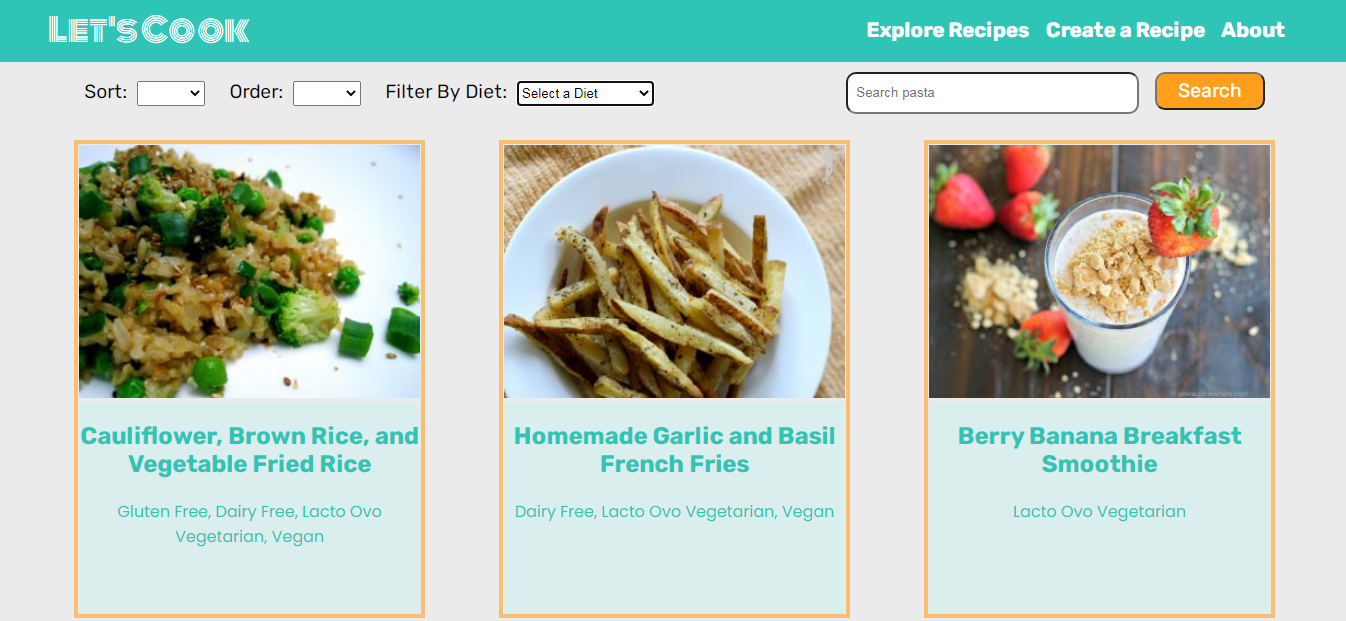 Let's Cook
Explore Recipes Create a Recipe About
Sort: Order: Filter By Diet: Select a Diet Search pasta Search
Cauliflower, Brown Rice, and
Vegetable Fried Rice
Gluten Free, Dairy Free, Lacto Ovo
Vegetarian, Vegan
Homemade Garlic and Basil
French Fries
Dairy Free, Lacto Ovo Vegetarian, Vegan
Berry Banana Breakfast
Smoothie
Lacto Ovo Vegetarian